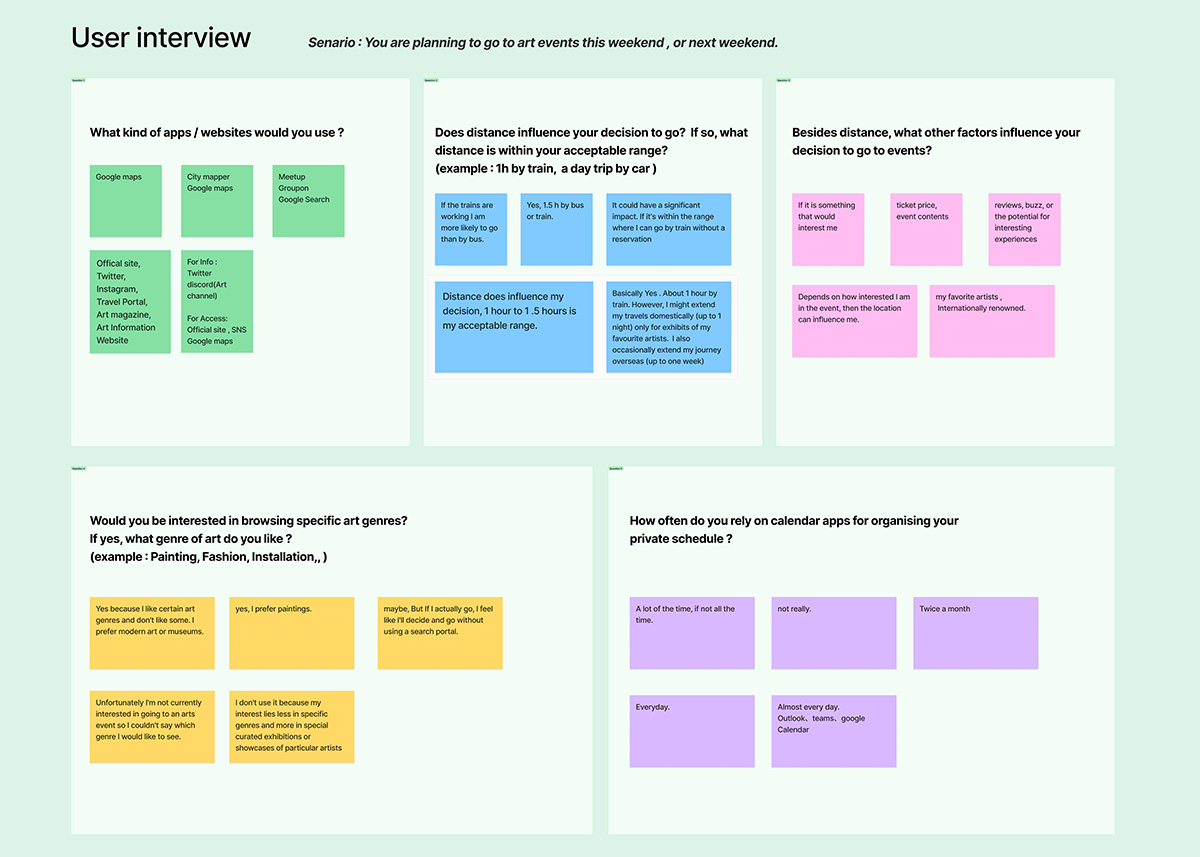 User interview
Senario : You are planning to go to art events this weekend , or next weekend.
Question 1
What kind of apps / websites would you use ?
Google maps
City mapper
Google maps
Meetup
Groupon
Google Search
Offical site,
Twitter,
Instagram,
Travel Portal,
Art magazine,
Art Information
Website
For Info :
Twitter
discord(Art
channel)
For Access:
Official site , SNS
Google maps
Question 2
Does distance influence your decision to go?  If so, what
distance is within your acceptable range?
(example : 1h by train,  a day trip by car )
If the trains are
working I am
more likely to go
than by bus.
Yes, 1.5 h by bus
or train.
It could have a significant
impact. If it's within the range
where I can go by train without a
reservation
Distance does influence my
decision, 1 hour to 1 .5 hours is
my acceptable range.
Basically Yes . About 1 hour by
train. However, I might extend
my travels domestically (up to 1
night) only for exhibits of my
favourite artists.  I also
occasionally extend my journey
overseas (up to one week)
Question 3
Besides distance, what other factors influence your
decision to go to events?
If it is something
that would
interest me
ticket price,
event contents
reviews, buzz, or
the potential for
interesting
experiences
Depends on how interested I am
in the event, then the location
can influence me.
my favorite artists ,
Internationally renowned.
Question 4
Would you be interested in browsing specific art genres?
If yes, what genre of art do you like ?
(example : Painting, Fashion, Installation,, )
Yes because I like certain art
genres and don't like some. I
prefer modern art or museums.
yes, I prefer paintings.
maybe, But If I actually go, I feel
like I'll decide and go without
using a search portal.
Unfortunately I'm not currently
interested in going to an arts
event so I couldn't say which
genre I would like to see.
I don't use it because my
interest lies less in specific
genres and more in special
curated exhibitions or
showcases of particular artists
Question 5
How often do you rely on calendar apps for organising your
private schedule ?
A lot of the time, if not all the
time.
not really.
Twice a month
Everyday.
Almost every day.
Outlook、teams、google
Calendar